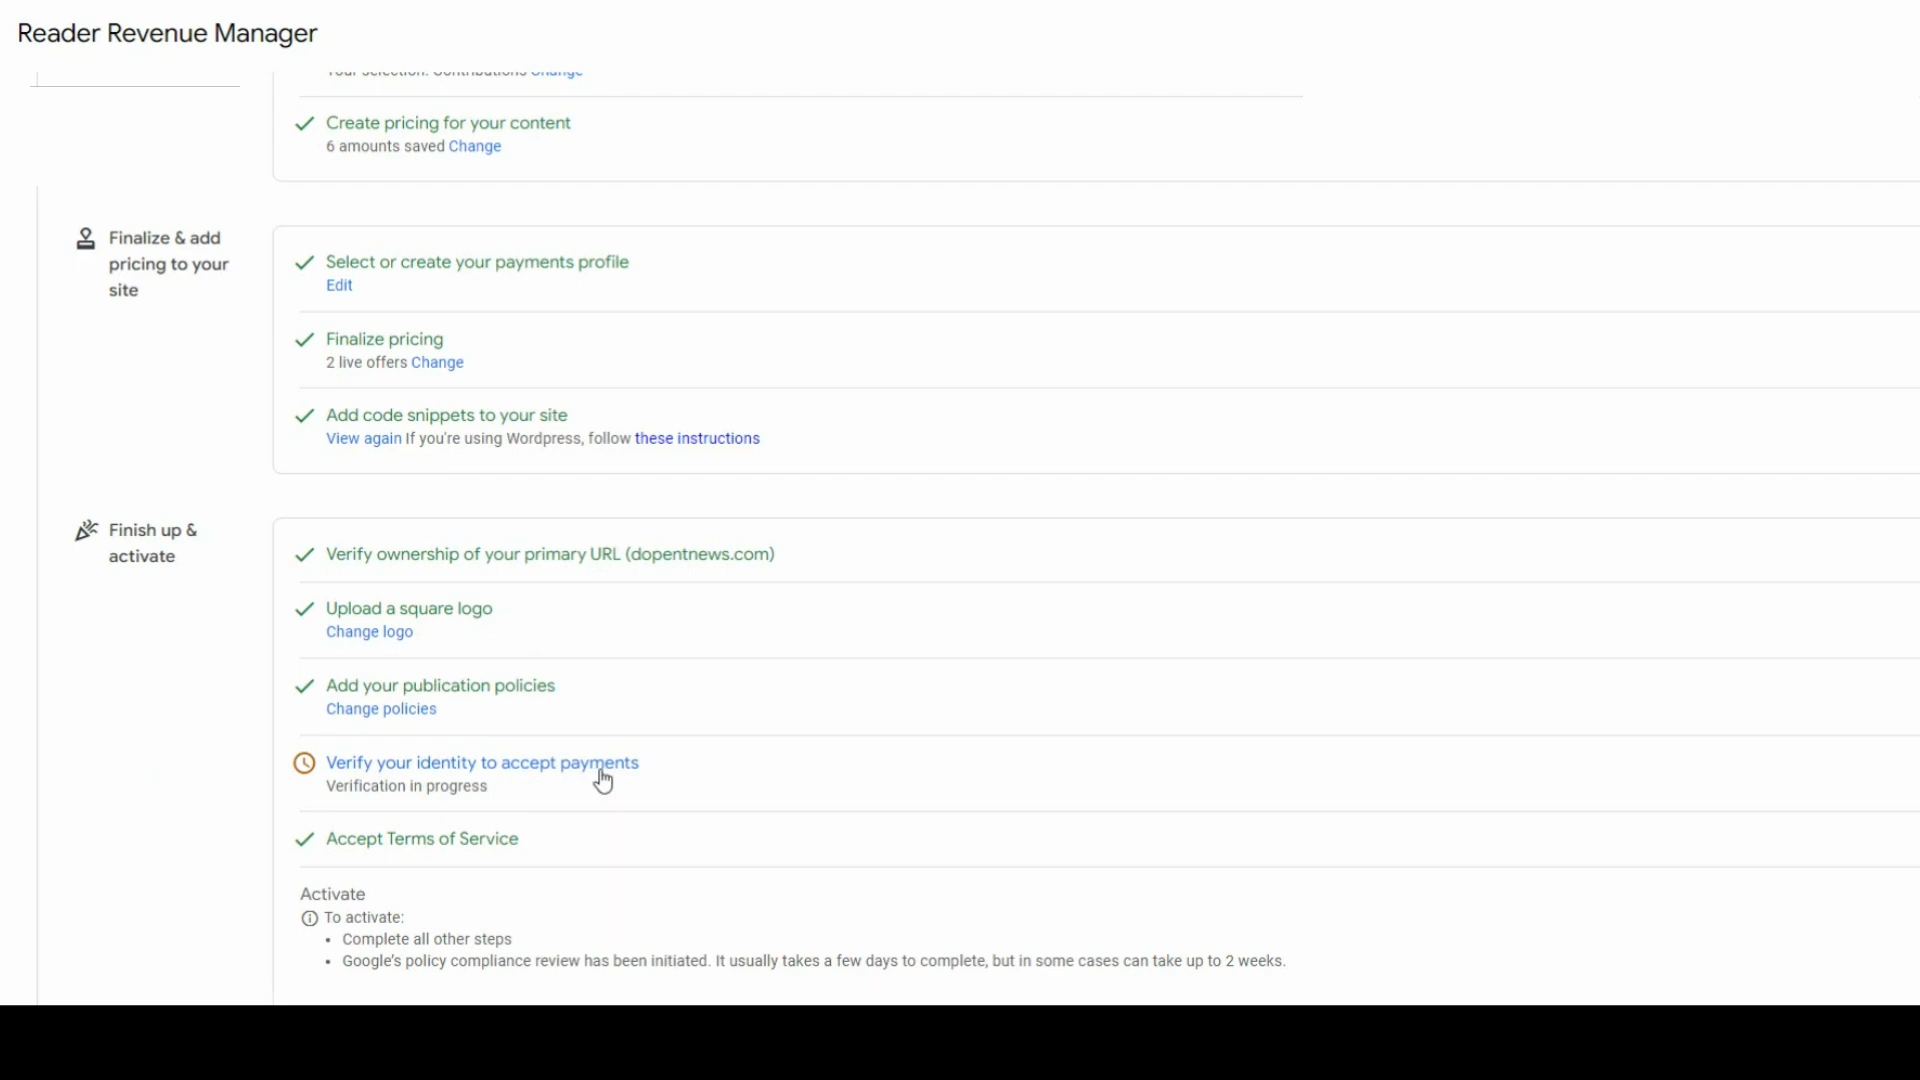 Reader Revenue Manager
Your selection: Contributions Change
Create pricing for your content
6 amounts saved Change
Finalize & add
pricing to your
site
Select or create your payments profile
Edit
Finalize pricing
2 live offers Change
Add code snippets to your site
View again If you're using Wordpress, follow these instructions
Finish up &
activate
Verify ownership of your primary URL (dopentnews.com)
Upload a square logo
Change logo
Add your publication policies
Change policies
Verify your identity to accept payments
Verification in progress
Accept Terms of Service
Activate
To activate:
• Complete all other steps
• Google's policy compliance review has been initiated. It usually takes a few days to complete, but in some cases can take up to 2 weeks.